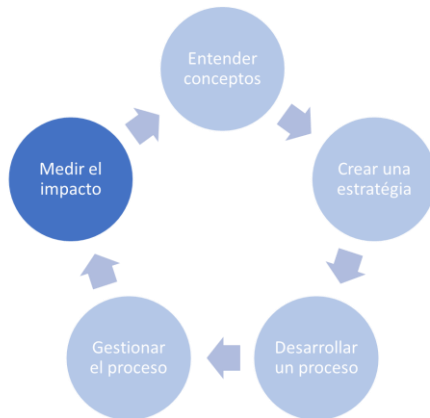 Entender
conceptos
Crear una
estratégia
Desarrollar
un proceso
Gestionar
el proceso
Medir el
impacto